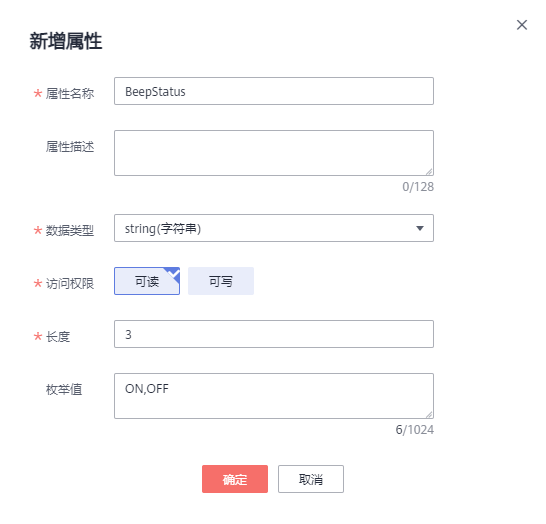 新增属性
* 属性名称 BeepStatus
属性描述
0/128
* 数据类型 string(字符串)
* 访问权限 可读 可写
* 长度 3
枚举值 ON,OFF
6/1024
确定 取消